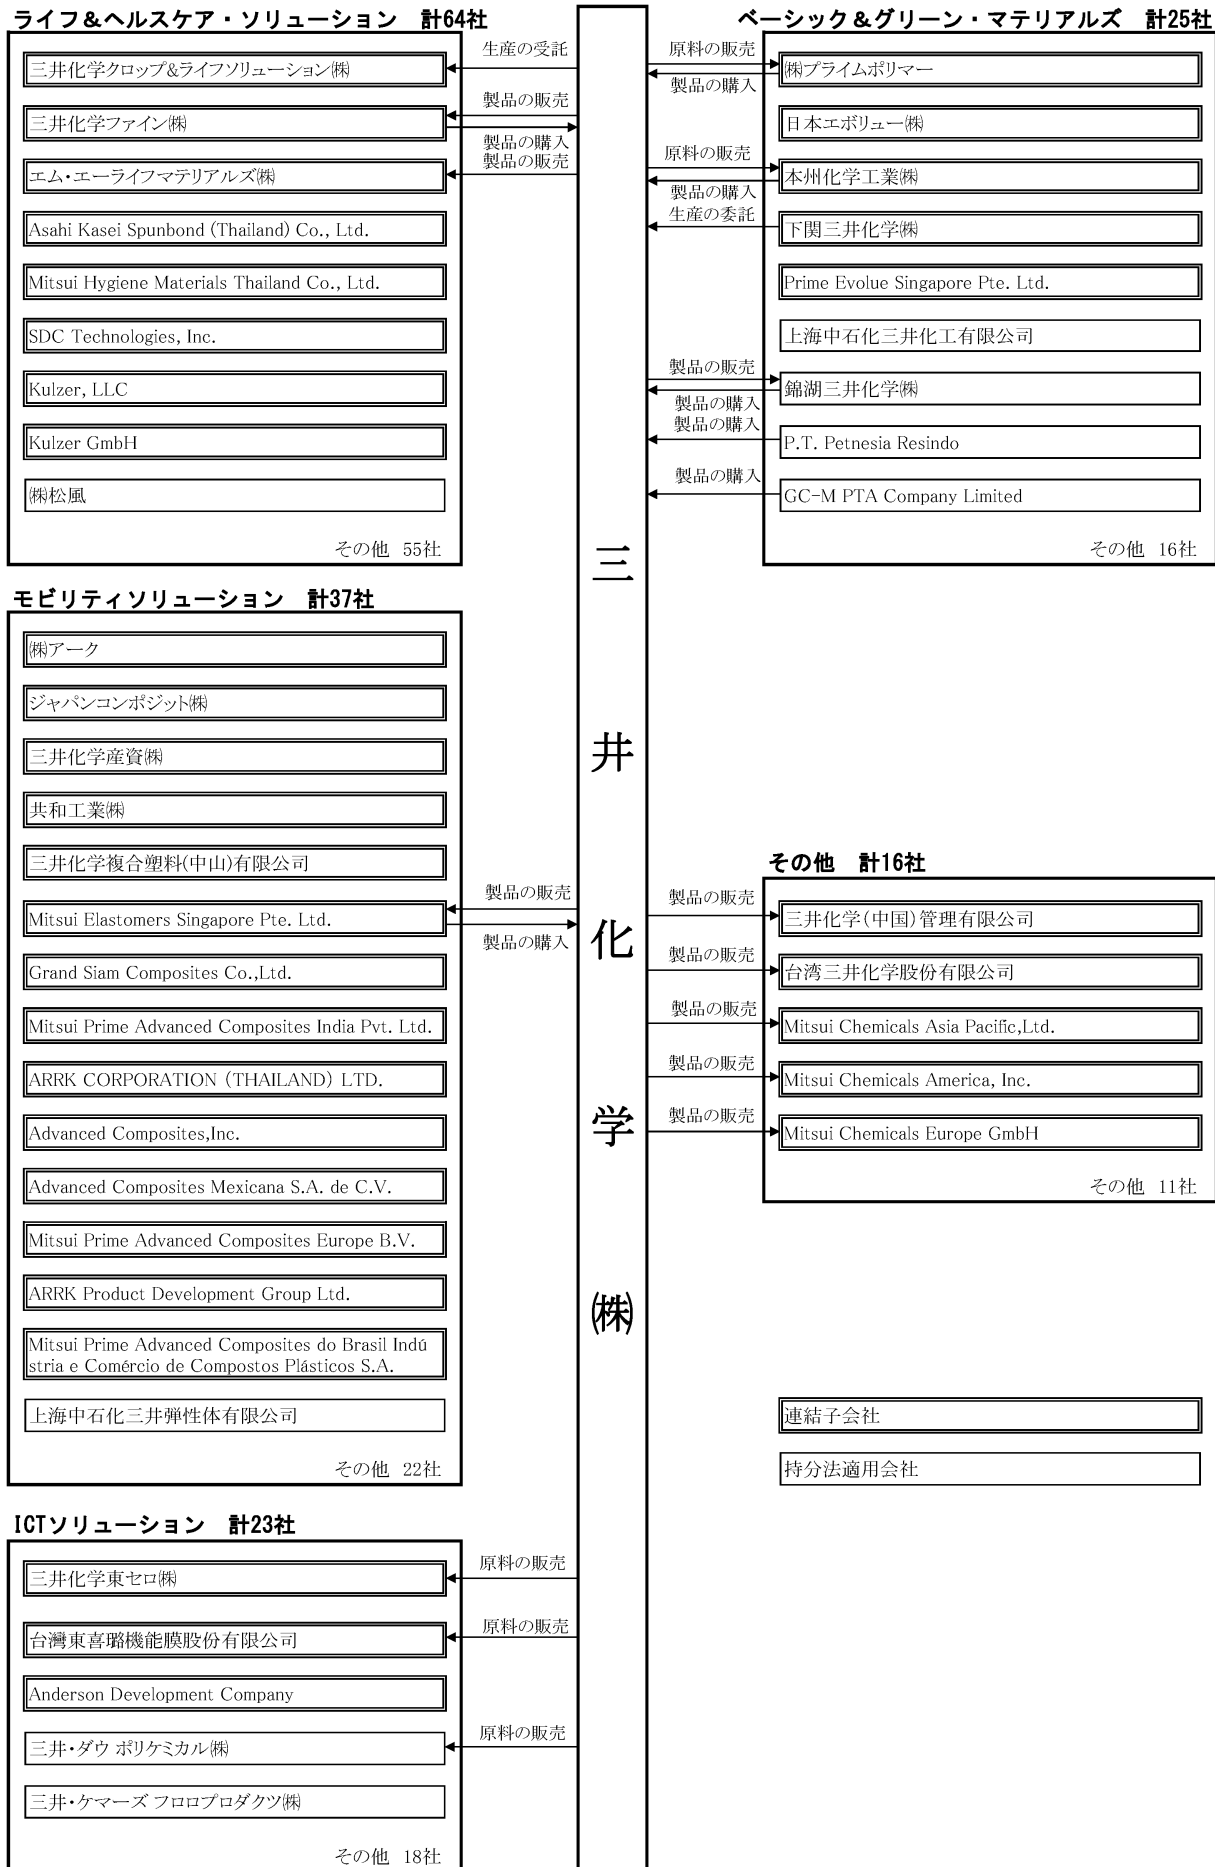 ライフ＆ヘルスケア・ソリューション　計64社
生産の受託
三井化学クロップ&ライフソリューション㈱
製品の販売
三井化学ファイン㈱
製品の購入
製品の販売
エム・エーライフマテリアルズ㈱
Asahi Kasei Spunbond (Thailand) Co., Ltd.
Mitsui Hygiene Materials Thailand Co., Ltd.
SDC Technologies, Inc.
Kulzer, LLC
Kulzer GmbH
㈱松風
その他　55社
モビリティソリューション　計37社
㈱アーク
ジャパンコンポジット㈱
三井化学産資㈱
共和工業㈱
三井化学複合塑料(中山)有限公司
製品の販売
Mitsui Elastomers Singapore Pte. Ltd.
製品の購入
Grand Siam Composites Co.,Ltd.
Mitsui Prime Advanced Composites India Pvt. Ltd.
ARRK CORPORATION (THAILAND) LTD.
Advanced Composites,Inc.
Advanced Composites Mexicana S.A. de C.V.
Mitsui Prime Advanced Composites Europe B.V.
ARRK Product Development Group Ltd.
Mitsui Prime Advanced Composites do Brasil Indú
stria e Comércio de Compostos Plásticos S.A.
上海中石化三井弾性体有限公司
その他　22社
ICTソリューション　計23社
原料の販売
三井化学東セロ㈱
原料の販売
台灣東喜璐機能膜股份有限公司
Anderson Development Company
原料の販売
三井・ダウ ポリケミカル㈱
三井・ケマーズ フロロプロダクツ㈱
その他　18社
三井化学㈱
ベーシック＆グリーン・マテリアルズ　計25社
原料の販売
㈱プライムポリマー
製品の購入
日本エボリュー㈱
原料の販売
本州化学工業㈱
製品の購入
生産の委託
下関三井化学㈱
Prime Evolue Singapore Pte. Ltd.
上海中石化三井化工有限公司
製品の販売
錦湖三井化学㈱
製品の購入
製品の購入
P.T. Petnesia Resindo
製品の購入
GC-M PTA Company Limited
その他　16社
その他　計16社
製品の販売
三井化学(中国)管理有限公司
製品の販売
台湾三井化学股份有限公司
製品の販売
Mitsui Chemicals Asia Pacific,Ltd.
製品の販売
Mitsui Chemicals America, Inc.
製品の販売
Mitsui Chemicals Europe GmbH
その他　11社
連結子会社
持分法適用会社